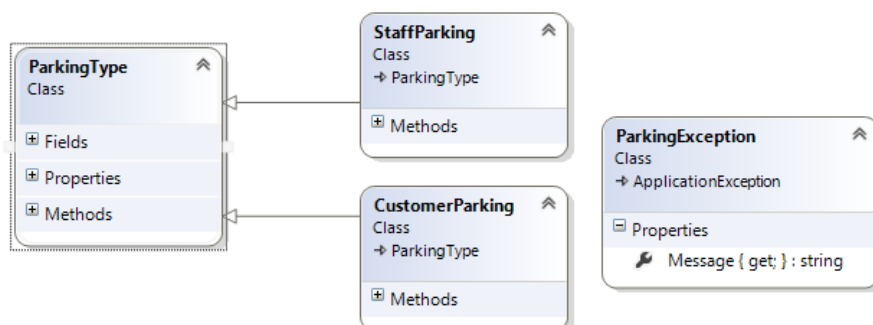 ParkingType
Class
Fields
Properties
Methods
StaffParking
Class
ParkingType
Methods
CustomerParking
Class
ParkingType
Methods
ParkingException
Class
ApplicationException
Properties
Message { get; } : string